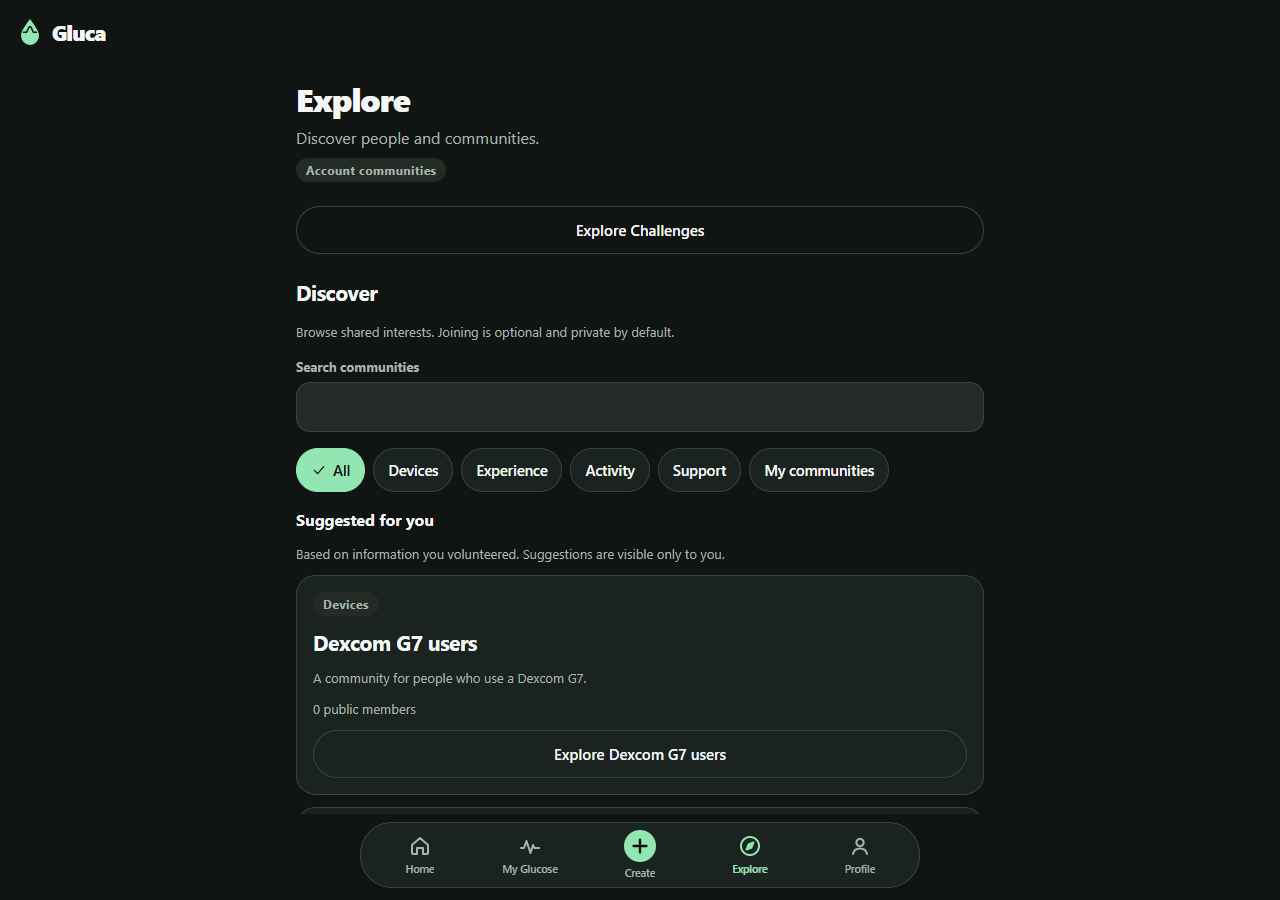 Gluca
Explore
Discover people and communities.
Account communities
Explore Challenges
Discover
Browse shared interests. Joining is optional and private by default.
Search communities
All Devices Experience Activity Support My communities
Suggested for you
Based on information you volunteered. Suggestions are visible only to you.
Devices
Dexcom G7 users
A community for people who use a Dexcom G7.
0 public members
Explore Dexcom G7 users
Home My Glucose Create Explore Profile